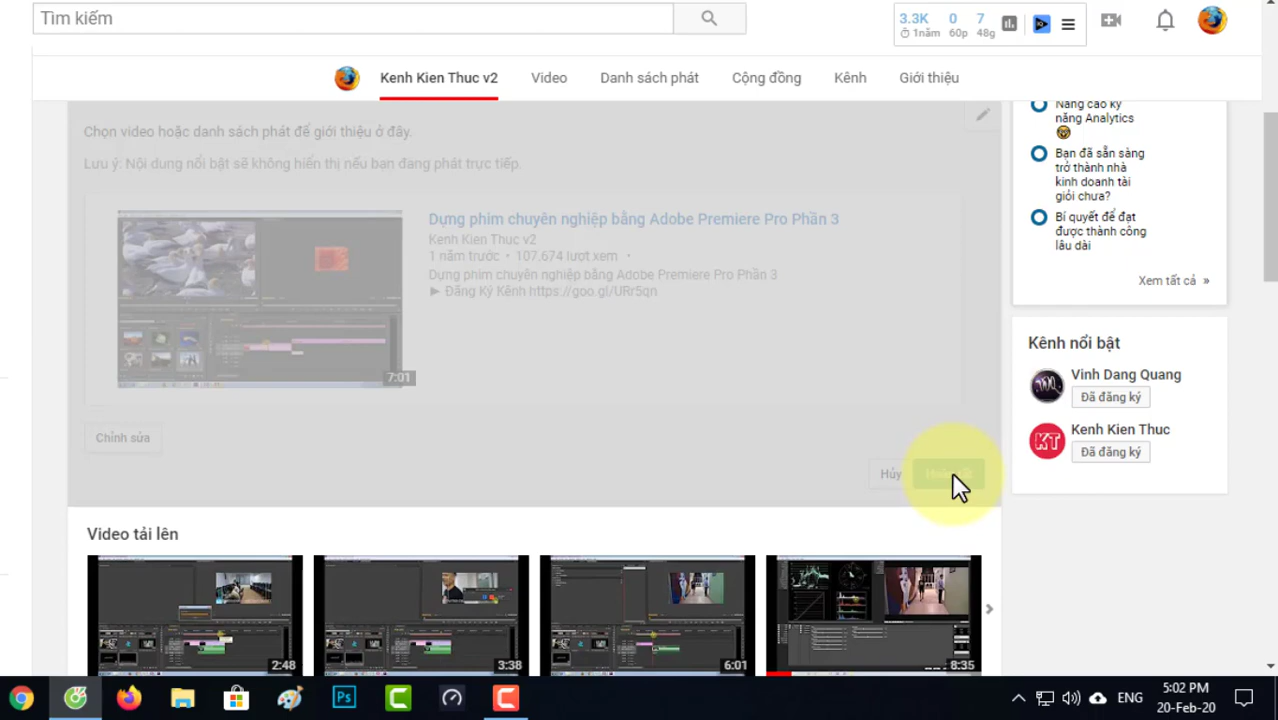 Tìm kiếm
3.3K 0 7
1năm 60p 48g
Kenh Kien Thuc v2 Video Danh sách phát Cộng đồng Kênh Giới thiệu
Chọn video hoặc danh sách phát để giới thiệu ở đây.
Lưu ý: Nội dung nổi bật sẽ không hiển thị nếu bạn đang phát trực tiếp.
7:01
Dựng phim chuyên nghiệp bằng Adobe Premiere Pro Phần 3
Kenh Kien Thuc v2
1 năm trước • 107.674 lượt xem •
Dựng phim chuyên nghiệp bằng Adobe Premiere Pro Phần 3
► Đăng Ký Kênh https://goo.gl/URr5qn
Chỉnh sửa
Hủy
Nâng cao kỹ
năng Analytics
Bạn đã sẵn sàng
trở thành nhà
kinh doanh tài
giỏi chưa?
Bí quyết để đạt
được thành công
lâu dài
Xem tất cả »
Kênh nổi bật
Vinh Dang Quang
Đã đăng ký
KT
Kenh Kien Thuc
Đã đăng ký
Video tải lên
2:48 3:38 6:01 8:35
Ps
ENG
5:02 PM
20-Feb-20